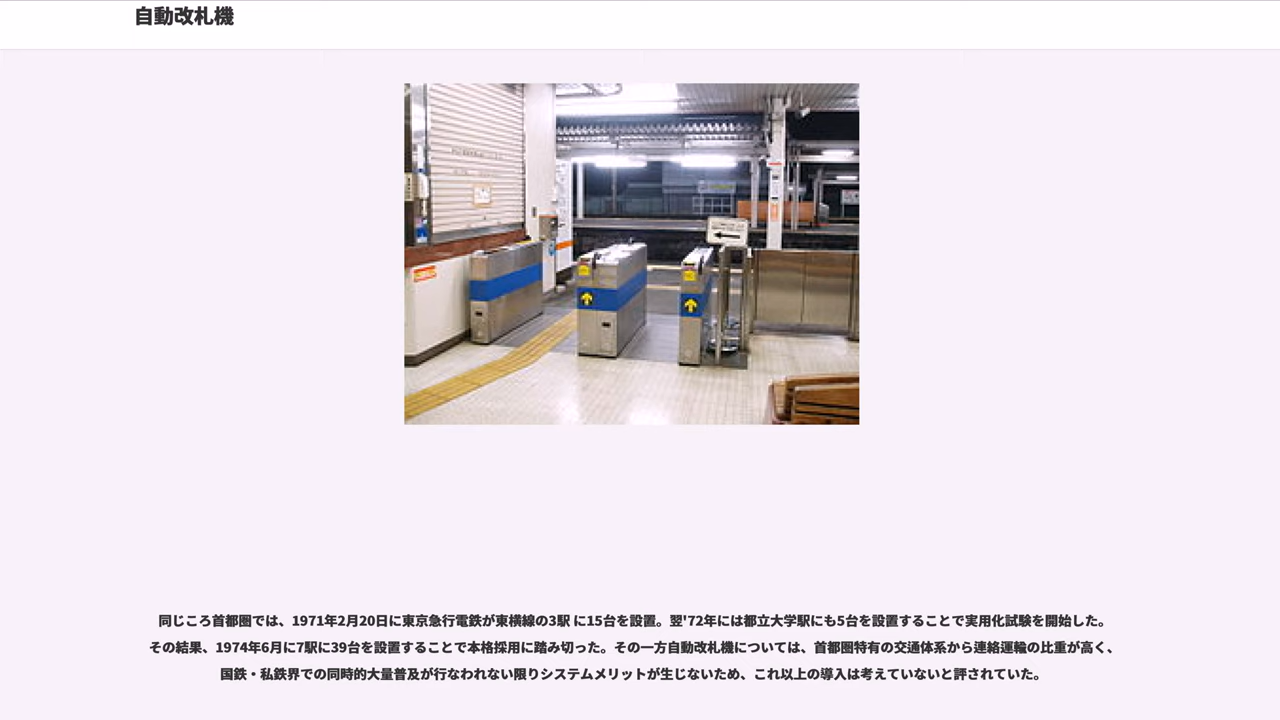 自動改札機
同じころ首都圏では、1971年2月20日に東京急行電鉄が東横線の3駅 に15台を設置。翌'72年には都立大学駅にも5台を設置することで実用化試験を開始した。
その結果、1974年6月に7駅に39台を設置することで本格採用に踏み切った。その一方自動改札機については、首都圏特有の交通体系から連絡運輸の比重が高く、
国鉄・私鉄界での同時的大量普及が行なわれない限りシステムメリットが生じないため、これ以上の導入は考えていないと評されていた。